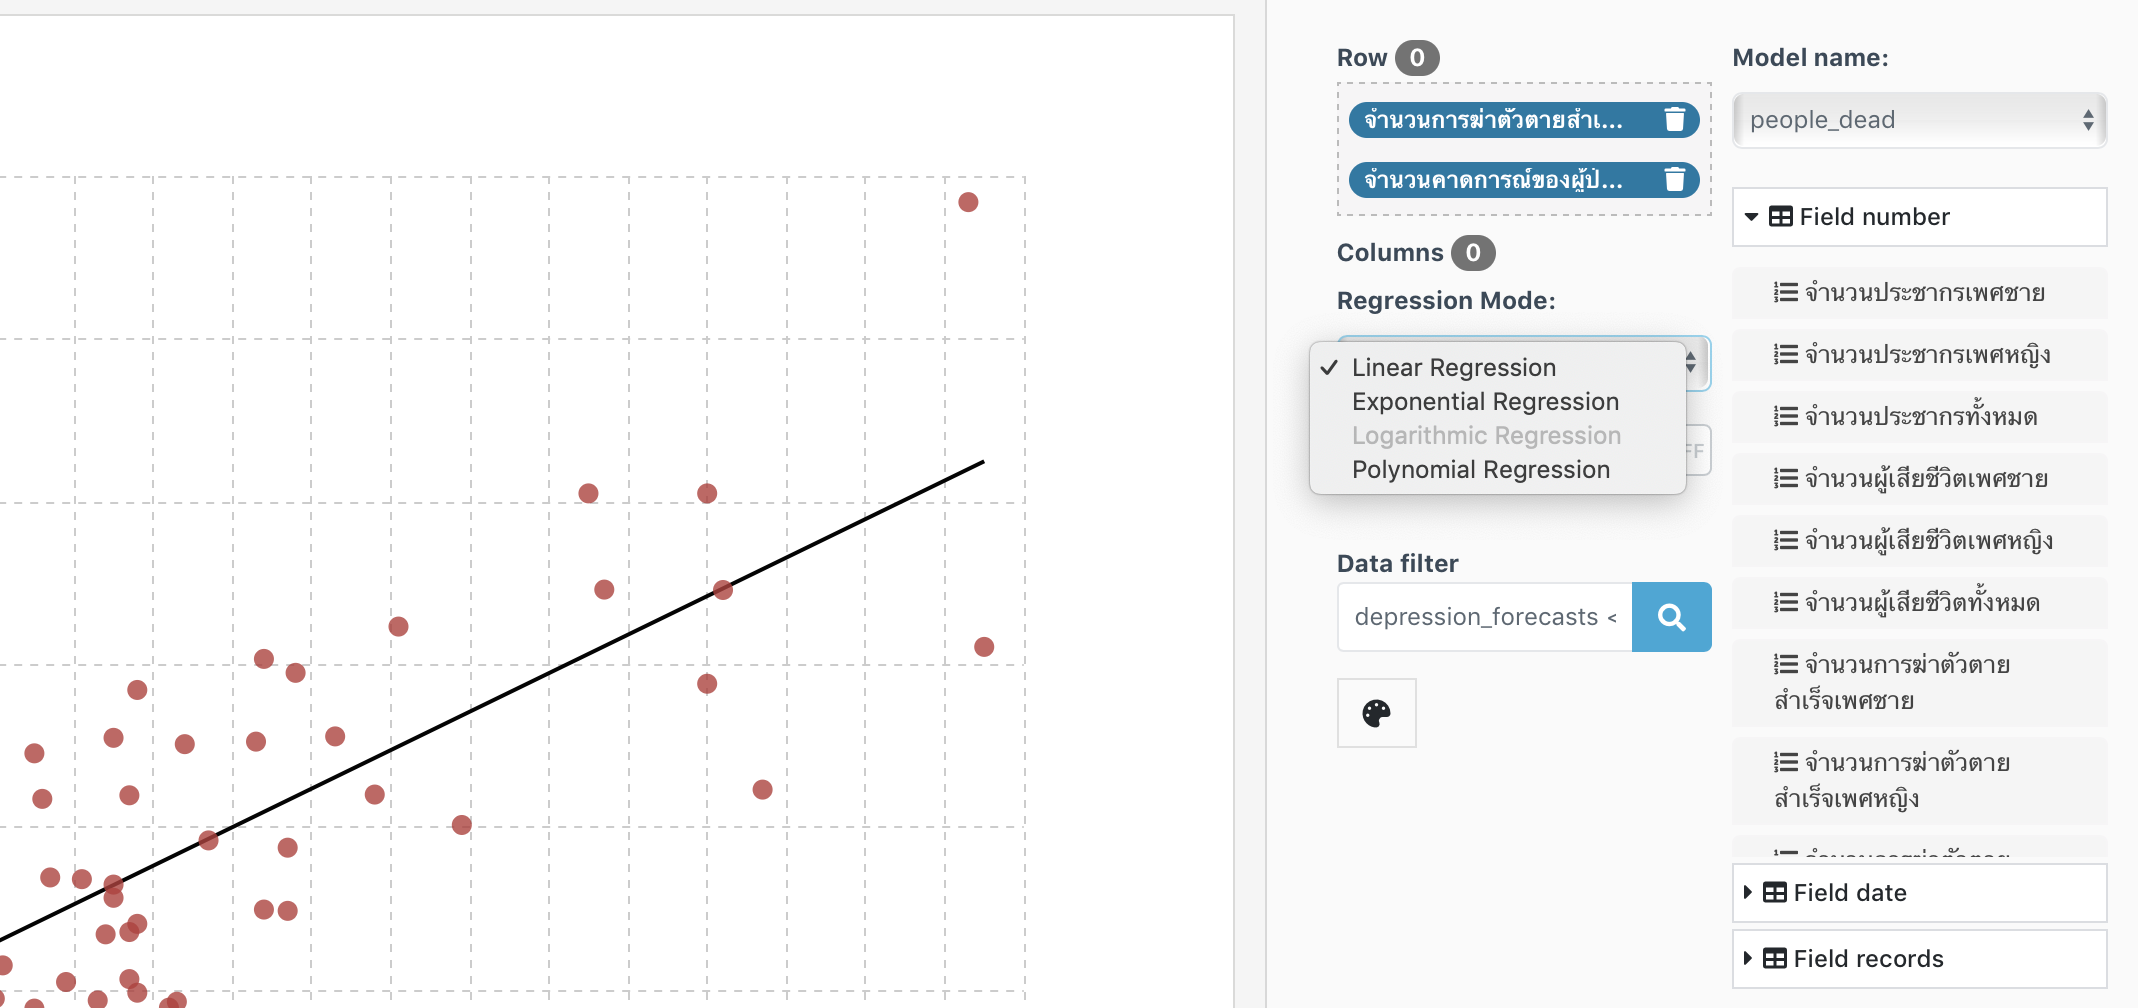 Row 0
จำนวนการฆ่าตัวตายสำเ...
จำนวนคาดการณ์ของผู้ป่...
Columns 0
Regression Mode:
✓ Linear Regression
Exponential Regression
Logarithmic Regression
Polynomial Regression
FF
Data filter
depression_forecasts <
Model name:
people_dead
Field number
จำนวนประชากรเพศชาย
จำนวนประชากรเพศหญิง
จำนวนประชากรทั้งหมด
จำนวนผู้เสียชีวิตเพศชาย
จำนวนผู้เสียชีวิตเพศหญิง
จำนวนผู้เสียชีวิตทั้งหมด
จำนวนการฆ่าตัวตาย
สำเร็จเพศชาย
จำนวนการฆ่าตัวตาย
สำเร็จเพศหญิง
Field date
Field records